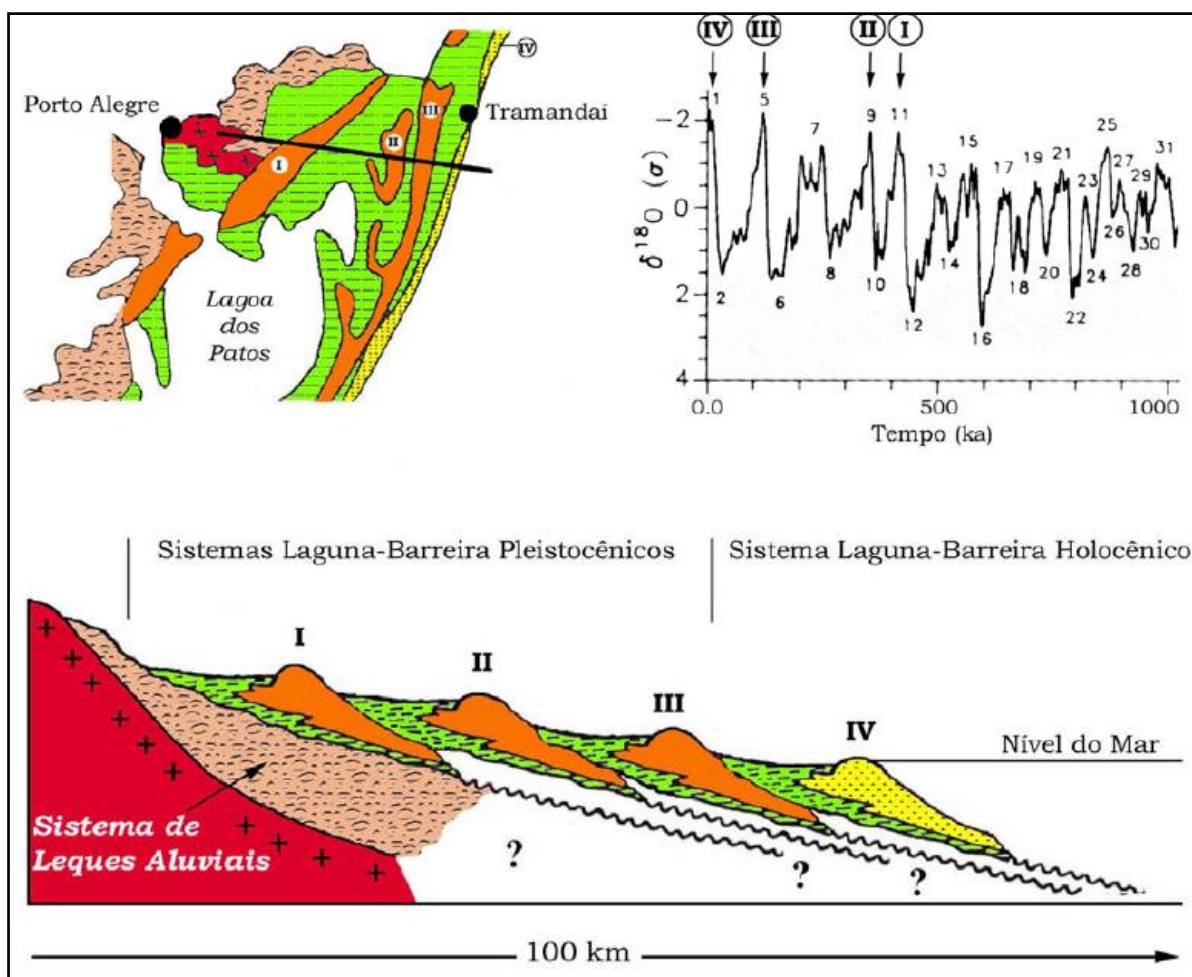 IV
Porto Alegre
Tramandaí
I
II
III
Lagoa
dos
Patos
IV III II I
1 5 9 11
7 15 25
13 17 19 21 23 27 29 31
2 6 8 10 12 14 16 18 20 22 24 26 28 30
δ¹⁸O (σ)
−2
0
2
4
0.0 500 1000
Tempo (ka)
Sistemas Laguna-Barreira Pleistocênicos
Sistema Laguna-Barreira Holocênico
I
II
III
IV
Nível do Mar
Sistema de
Leques Aluviais
? ? ?
100 km